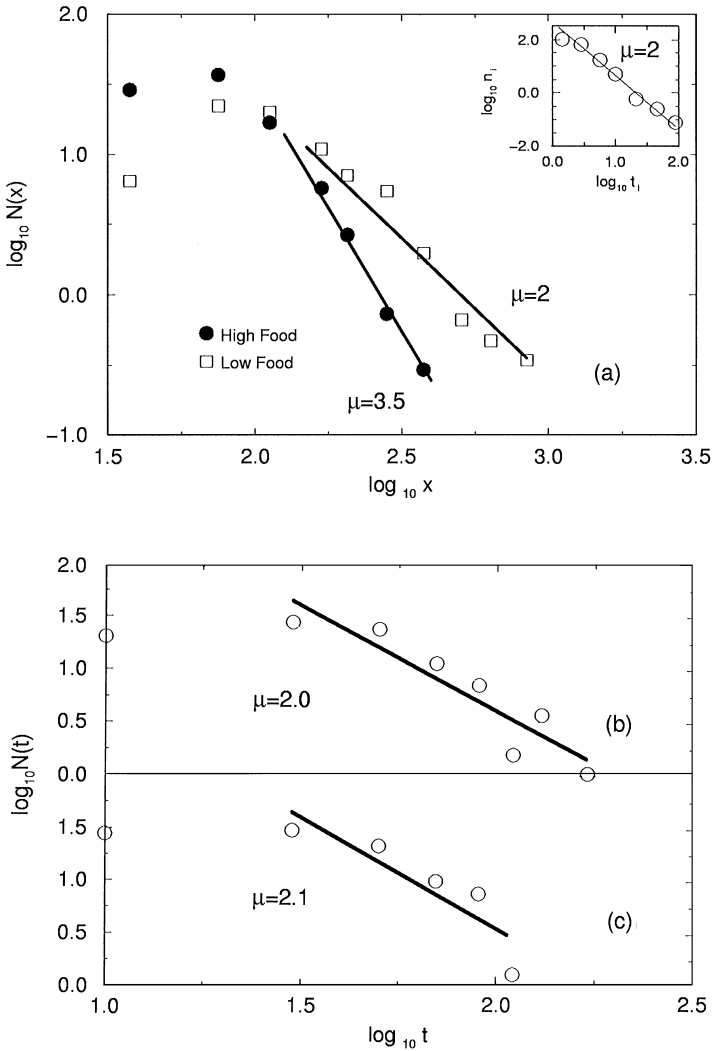 2.0
μ=2
2.0
log₁₀ nᵢ
0.0
−2.0
0.0 1.0 2.0
log₁₀ tᵢ
1.0
log₁₀ N(x)
0.0
μ=2
High Food
Low Food
(a)
μ=3.5
−1.0
1.5 2.0 2.5 3.0 3.5
log ₁₀ x
2.0
1.5
1.0
μ=2.0
0.5
(b)
log₁₀N(t)
0.0
1.5
1.0
μ=2.1
(c)
0.5
0.0
1.0 1.5 2.0 2.5
log ₁₀ t